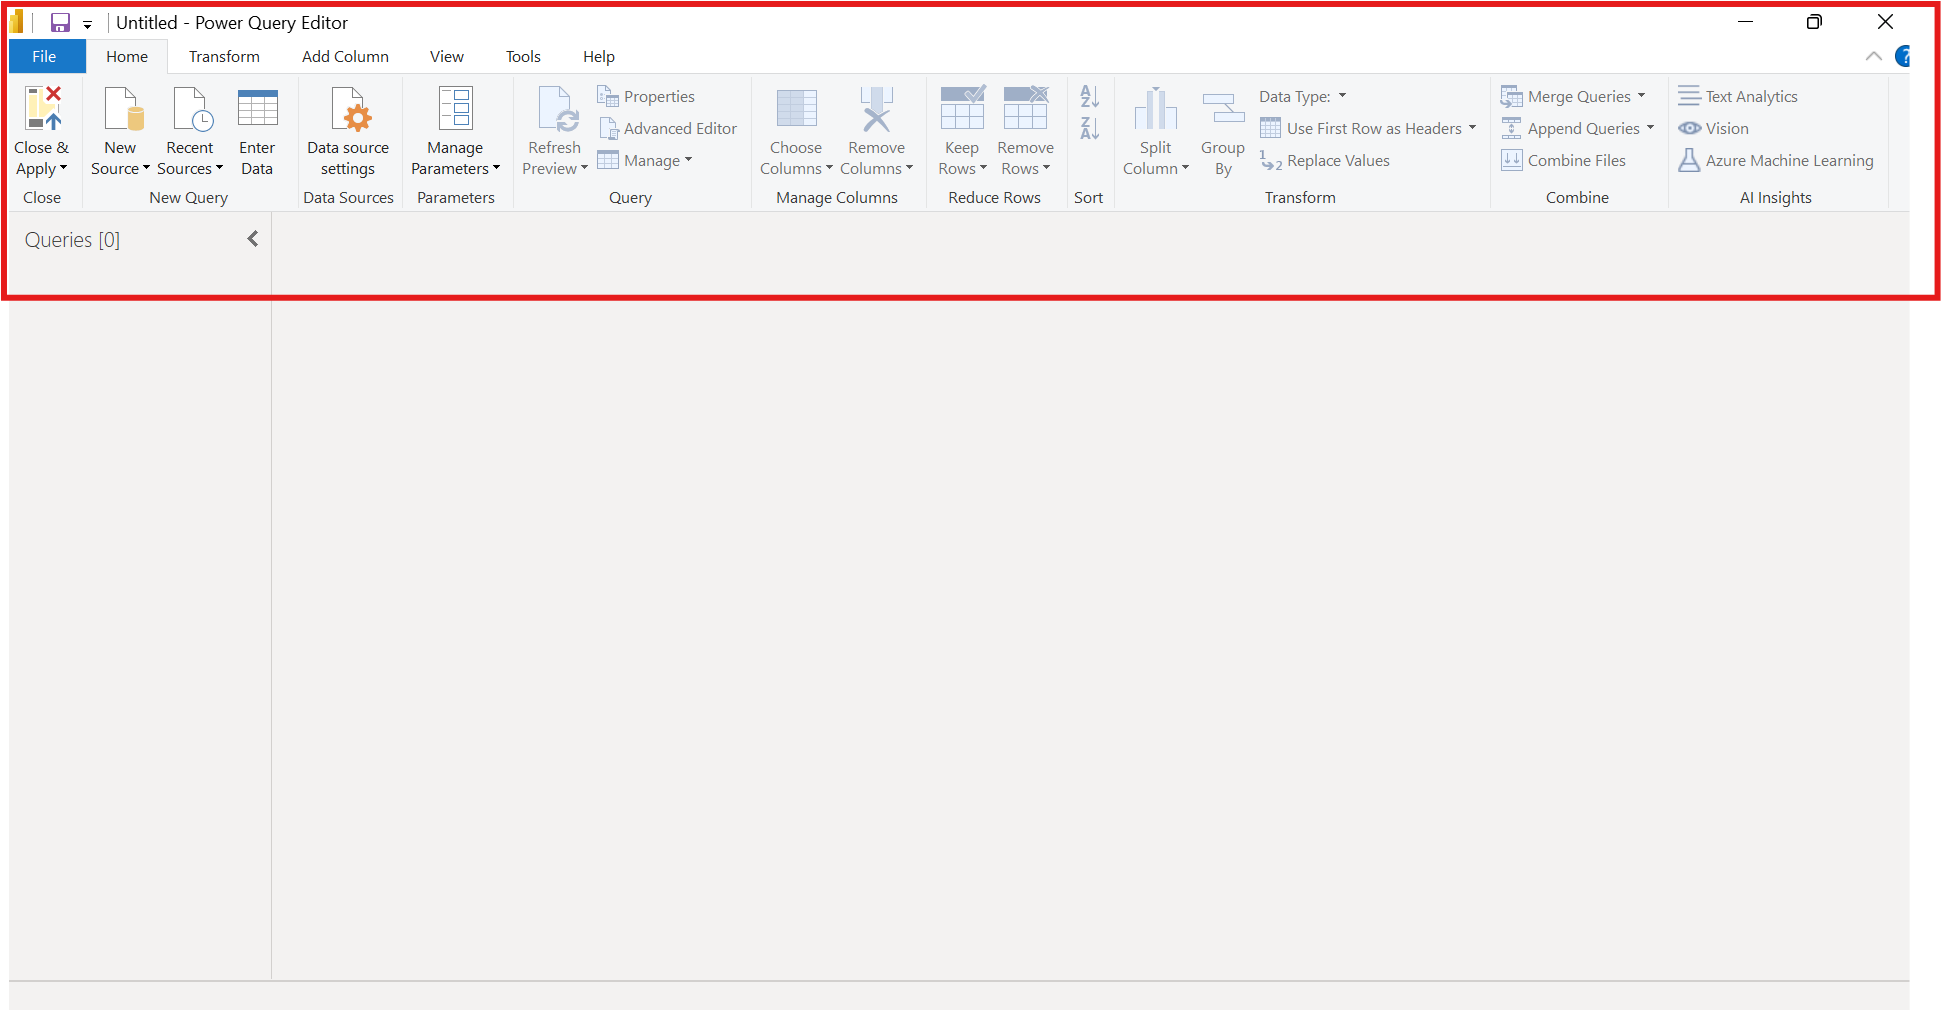 Untitled - Power Query Editor
File Home Transform Add Column View Tools Help
?
Close & Apply
Close
New Source
Recent Sources
Enter Data
New Query
Data source settings
Data Sources
Manage Parameters
Parameters
Refresh Preview
Properties
Advanced Editor
Manage
Query
Choose Columns
Remove Columns
Manage Columns
Keep Rows
Remove Rows
Reduce Rows
A
Z
Z
A
Sort
Split Column
Group By
Data Type:
Use First Row as Headers
1
2
Replace Values
Transform
Merge Queries
Append Queries
Combine Files
Combine
Text Analytics
Vision
Azure Machine Learning
AI Insights
Queries [0]